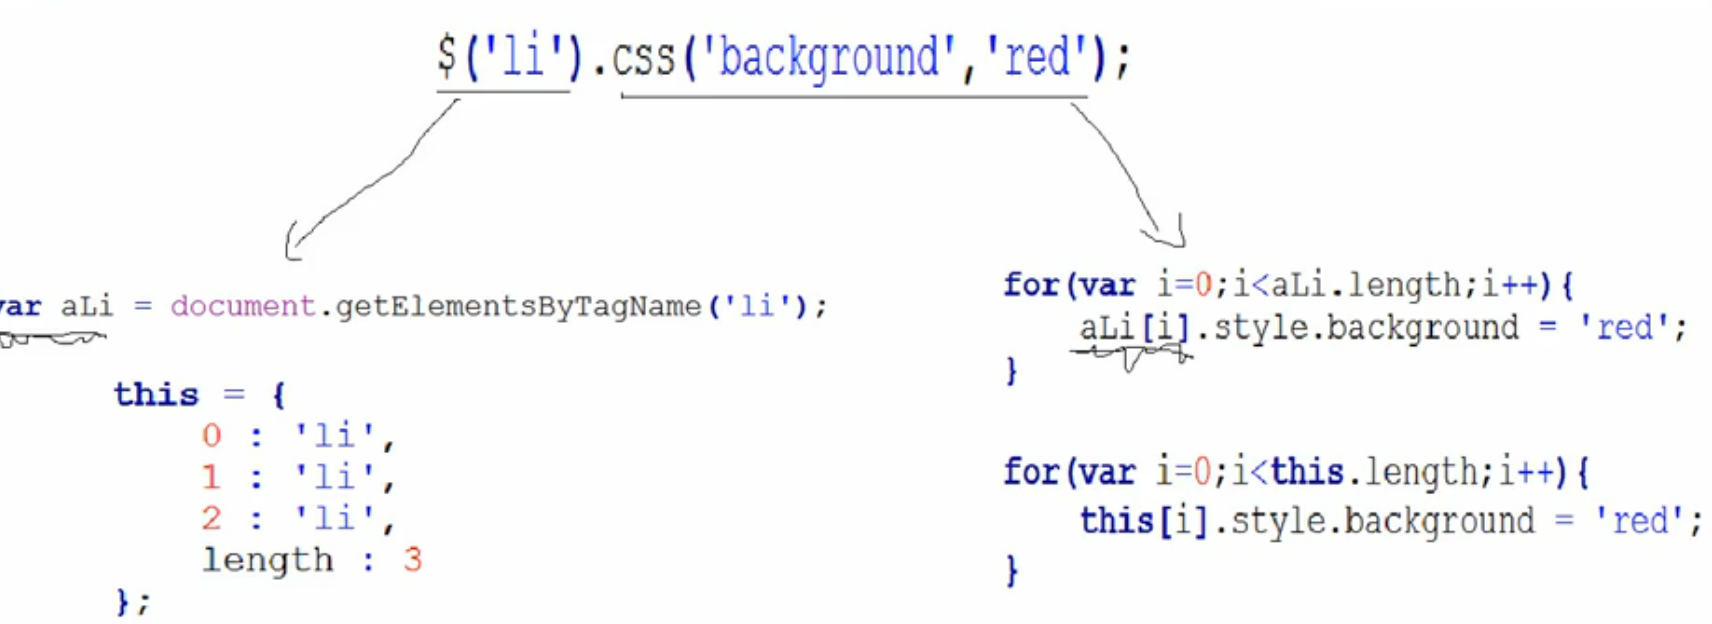 $('li').css('background','red');
var aLi = document.getElementsByTagName('li');
this = {
0 : 'li',
1 : 'li',
2 : 'li',
length : 3
};
for(var i=0;i<aLi.length;i++){
aLi[i].style.background = 'red';
}
for(var i=0;i<this.length;i++){
this[i].style.background = 'red';
}